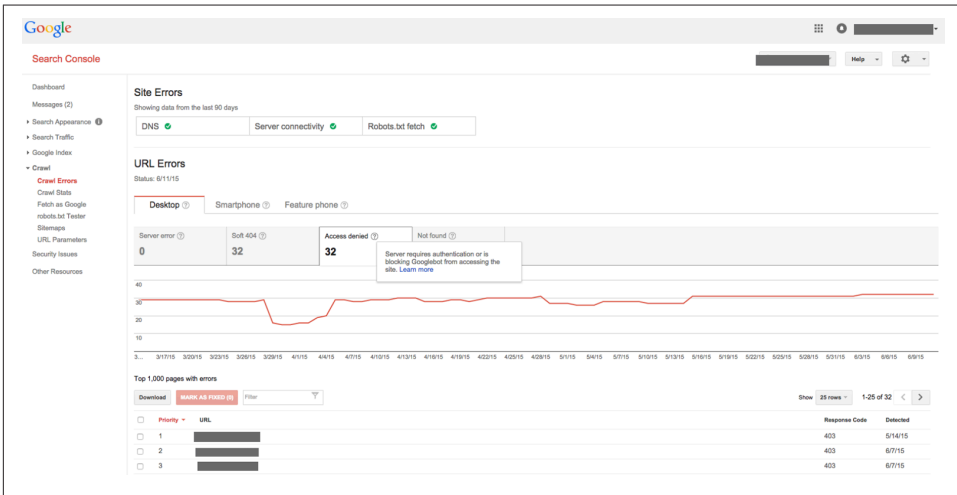 Google
Search Console
Help
Dashboard
Messages (2)
Search Appearance
Search Traffic
Google Index
Crawl
Crawl Errors
Crawl Stats
Fetch as Google
robots.txt Tester
Sitemaps
URL Parameters
Security Issues
Other Resources
Site Errors
Showing data from the last 90 days
DNS Server connectivity Robots.txt fetch
URL Errors
Status: 6/11/15
Desktop Smartphone Feature phone
Server error Soft 404 Access denied Not found
0 32 32
Server requires authentication or is
blocking Googlebot from accessing the
site. Learn more
40
30
20
10
3... 3/17/15 3/20/15 3/23/15 3/26/15 3/29/15 4/1/15 4/4/15 4/7/15 4/10/15 4/13/15 4/16/15 4/19/15 4/22/15 4/25/15 4/28/15 5/1/15 5/4/15 5/7/15 5/10/15 5/13/15 5/16/15 5/19/15 5/22/15 5/25/15 5/28/15 5/31/15 6/3/15 6/6/15 6/9/15
Top 1,000 pages with errors
Download MARK AS FIXED (0) Filter Show 25 rows 1-25 of 32
Priority URL Response Code Detected
1 403 5/14/15
2 403 6/7/15
3 403 6/7/15